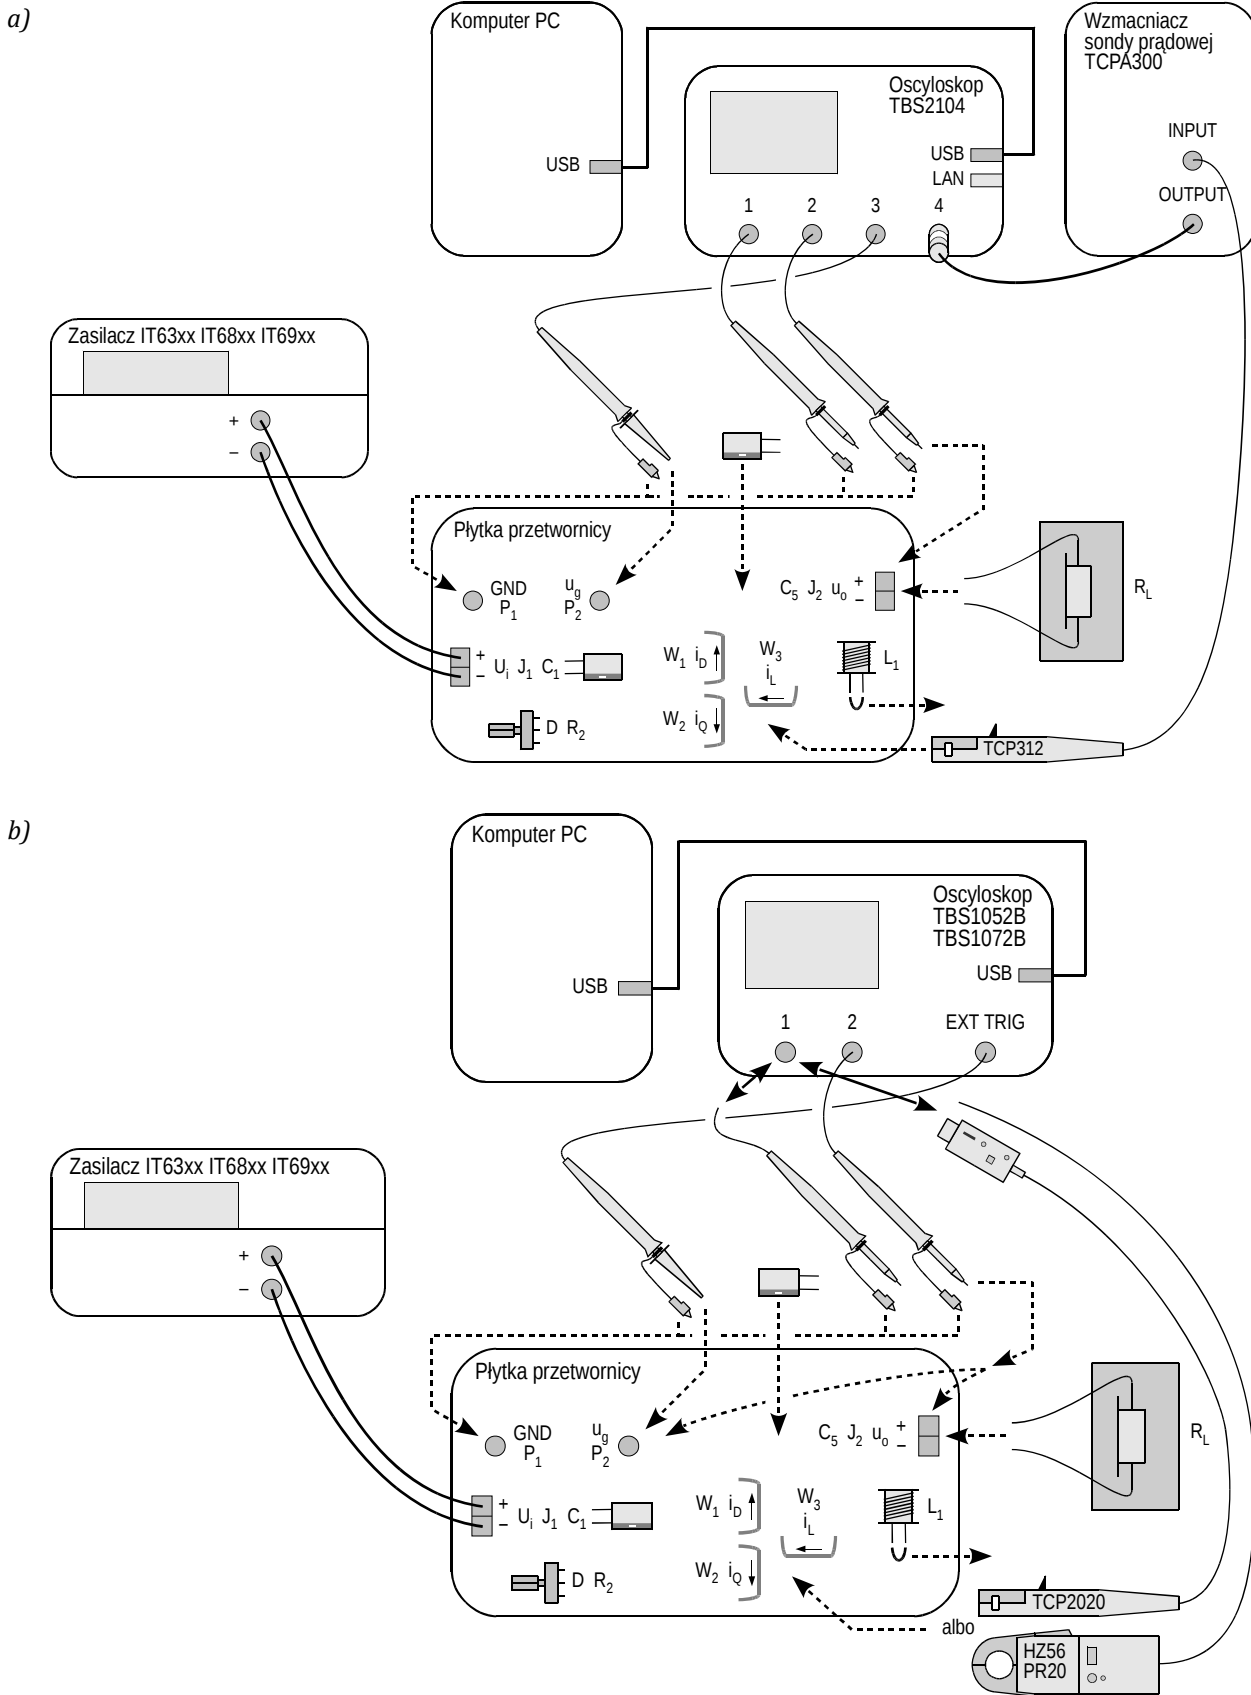 a)
Komputer PC
USB
Oscyloskop
TBS2104
USB
LAN
1 2 3 4
Wzmacniacz
sondy prądowej
TCPA300
INPUT
OUTPUT
Zasilacz IT63xx IT68xx IT69xx
+
–
Płytka przetwornicy
GND
P1
ug
P2
C5 J2 uo +
–
RL
+
– Ui J1 C1
W1 iD
W3
iL
L1
W2 iQ
D R2
TCP312
b)
Komputer PC
USB
Oscyloskop
TBS1052B
TBS1072B
USB
1 2 EXT TRIG
Zasilacz IT63xx IT68xx IT69xx
+
–
Płytka przetwornicy
GND
P1
ug
P2
C5 J2 uo +
–
RL
+
– Ui J1 C1
W1 iD
W3
iL
L1
W2 iQ
D R2
TCP2020
albo
HZ56
PR20